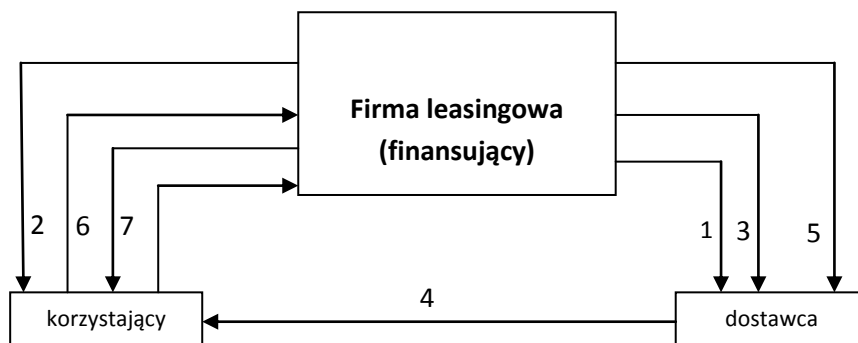 Firma leasingowa
(finansujący)
2
6
7
1
3
5
4
korzystający
dostawca